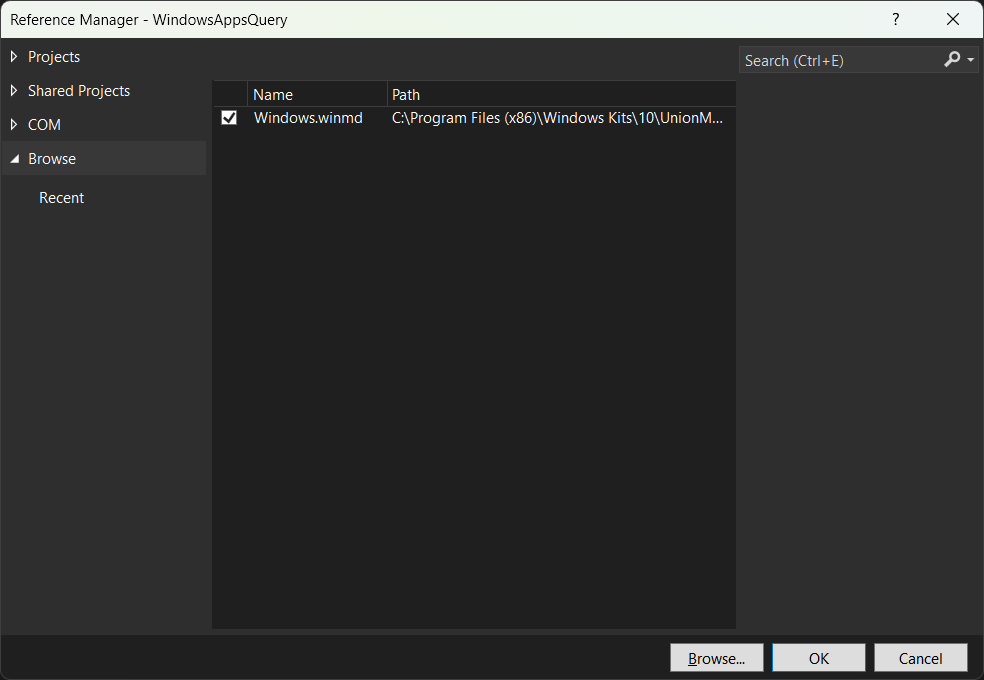 Reference Manager - WindowsAppsQuery
?
Projects
Shared Projects
COM
Browse
Recent
Name Path
Windows.winmd C:\Program Files (x86)\Windows Kits\10\UnionM...
Search (Ctrl+E)
Browse... OK Cancel